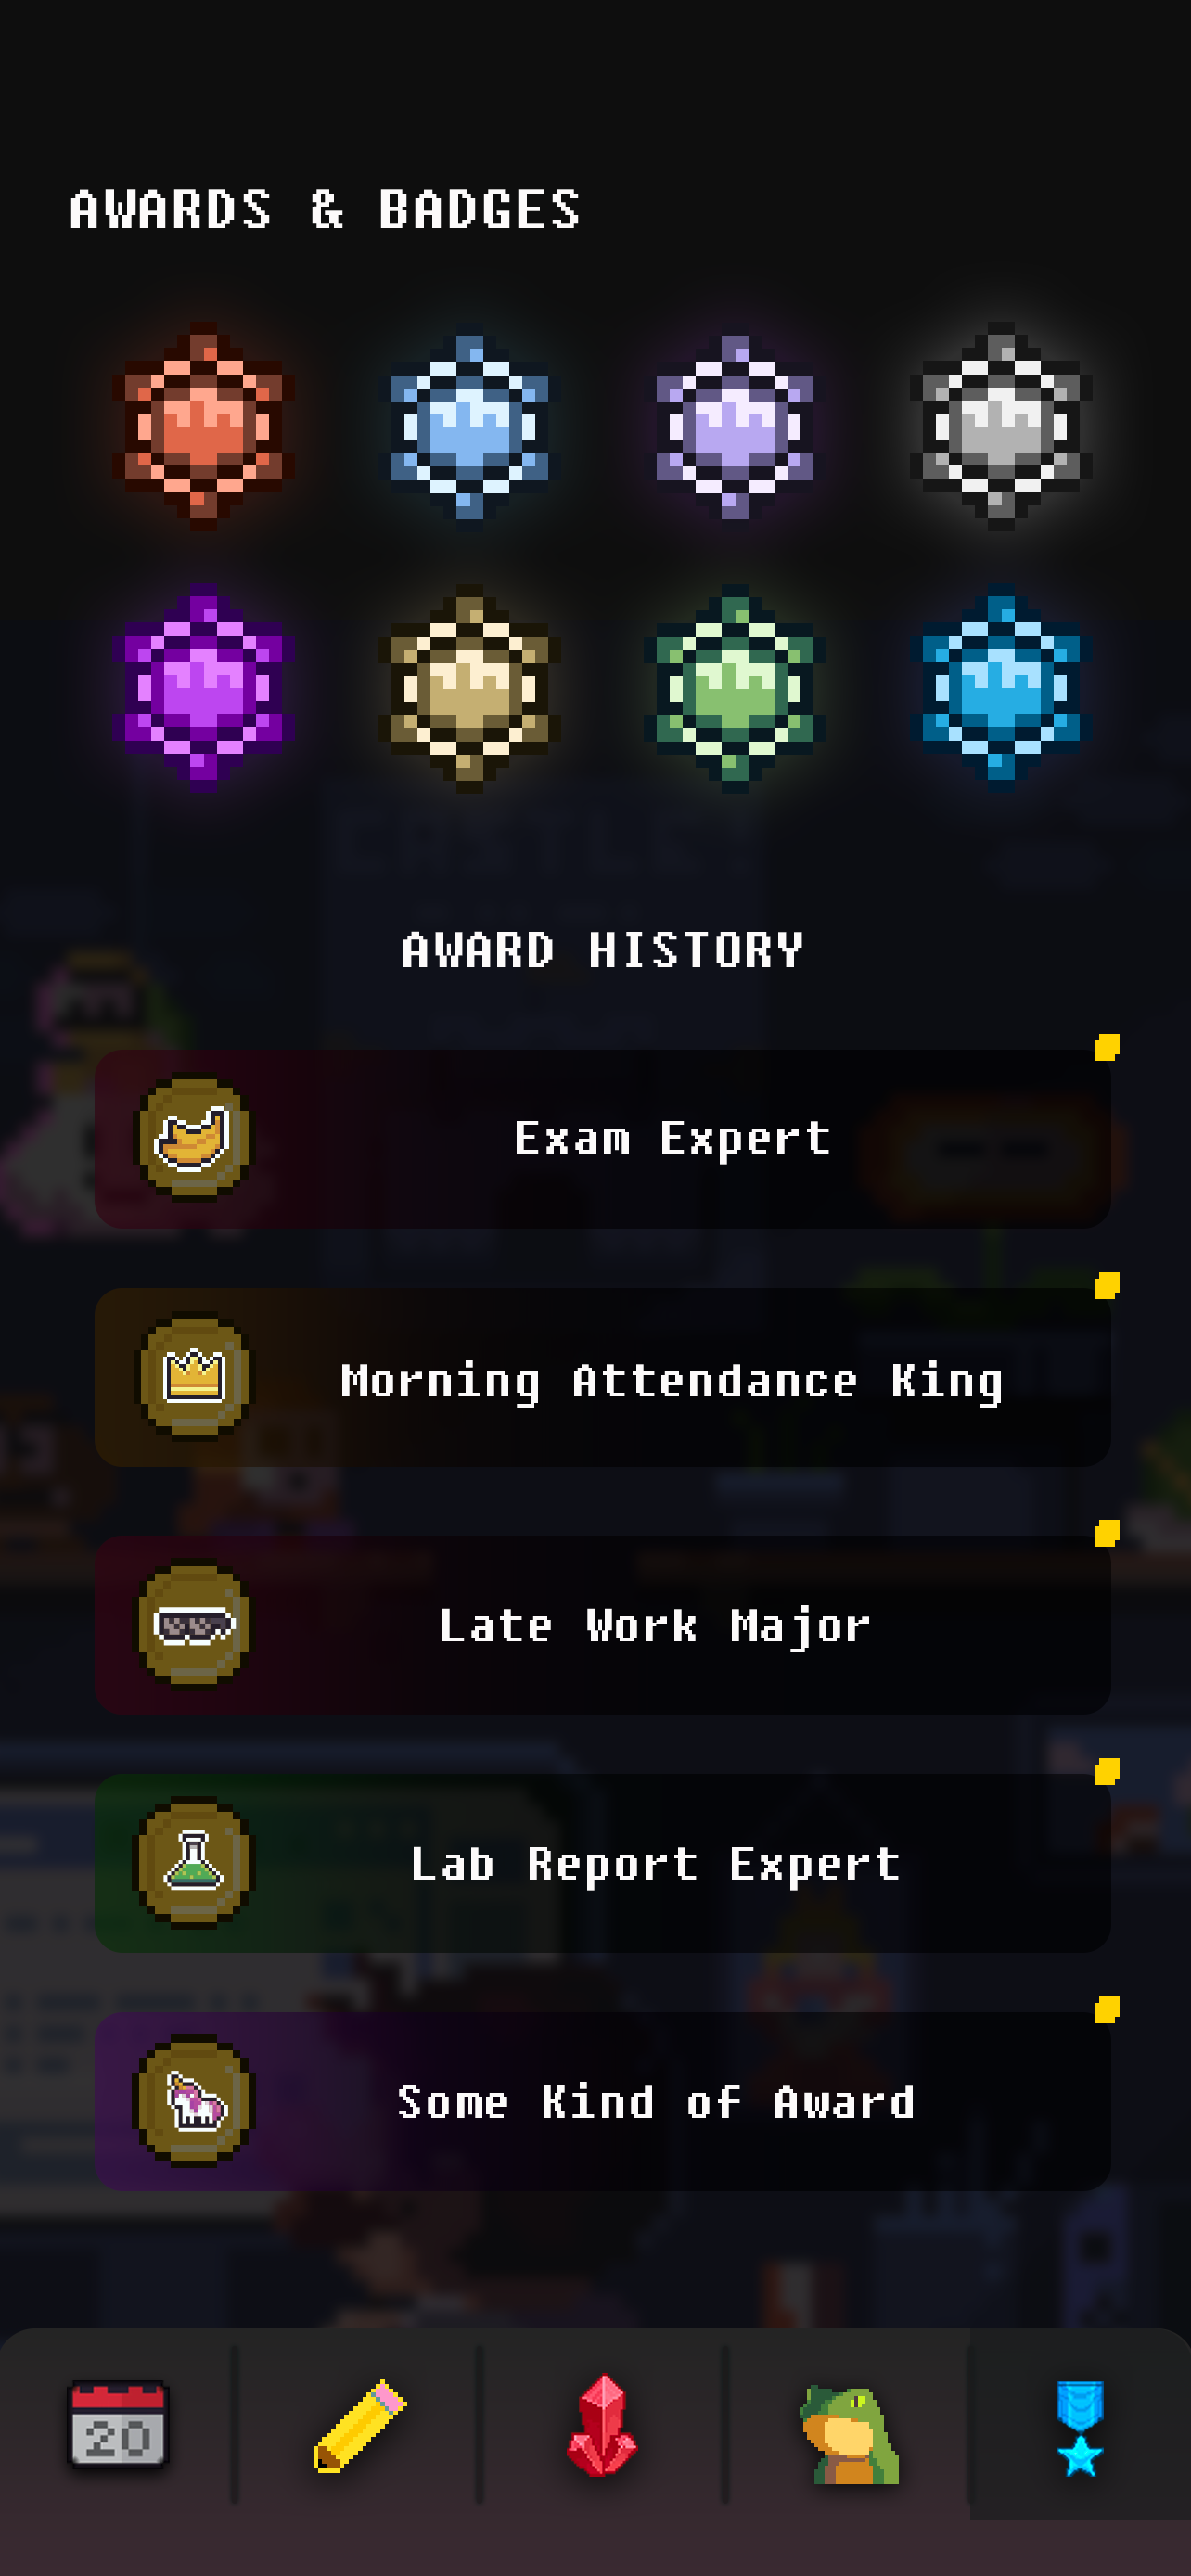 AWARDS & BADGES
CASTLE!
AWARD HISTORY
Exam Expert
Morning Attendance King
Late Work Major
Lab Report Expert
Some Kind of Award
20